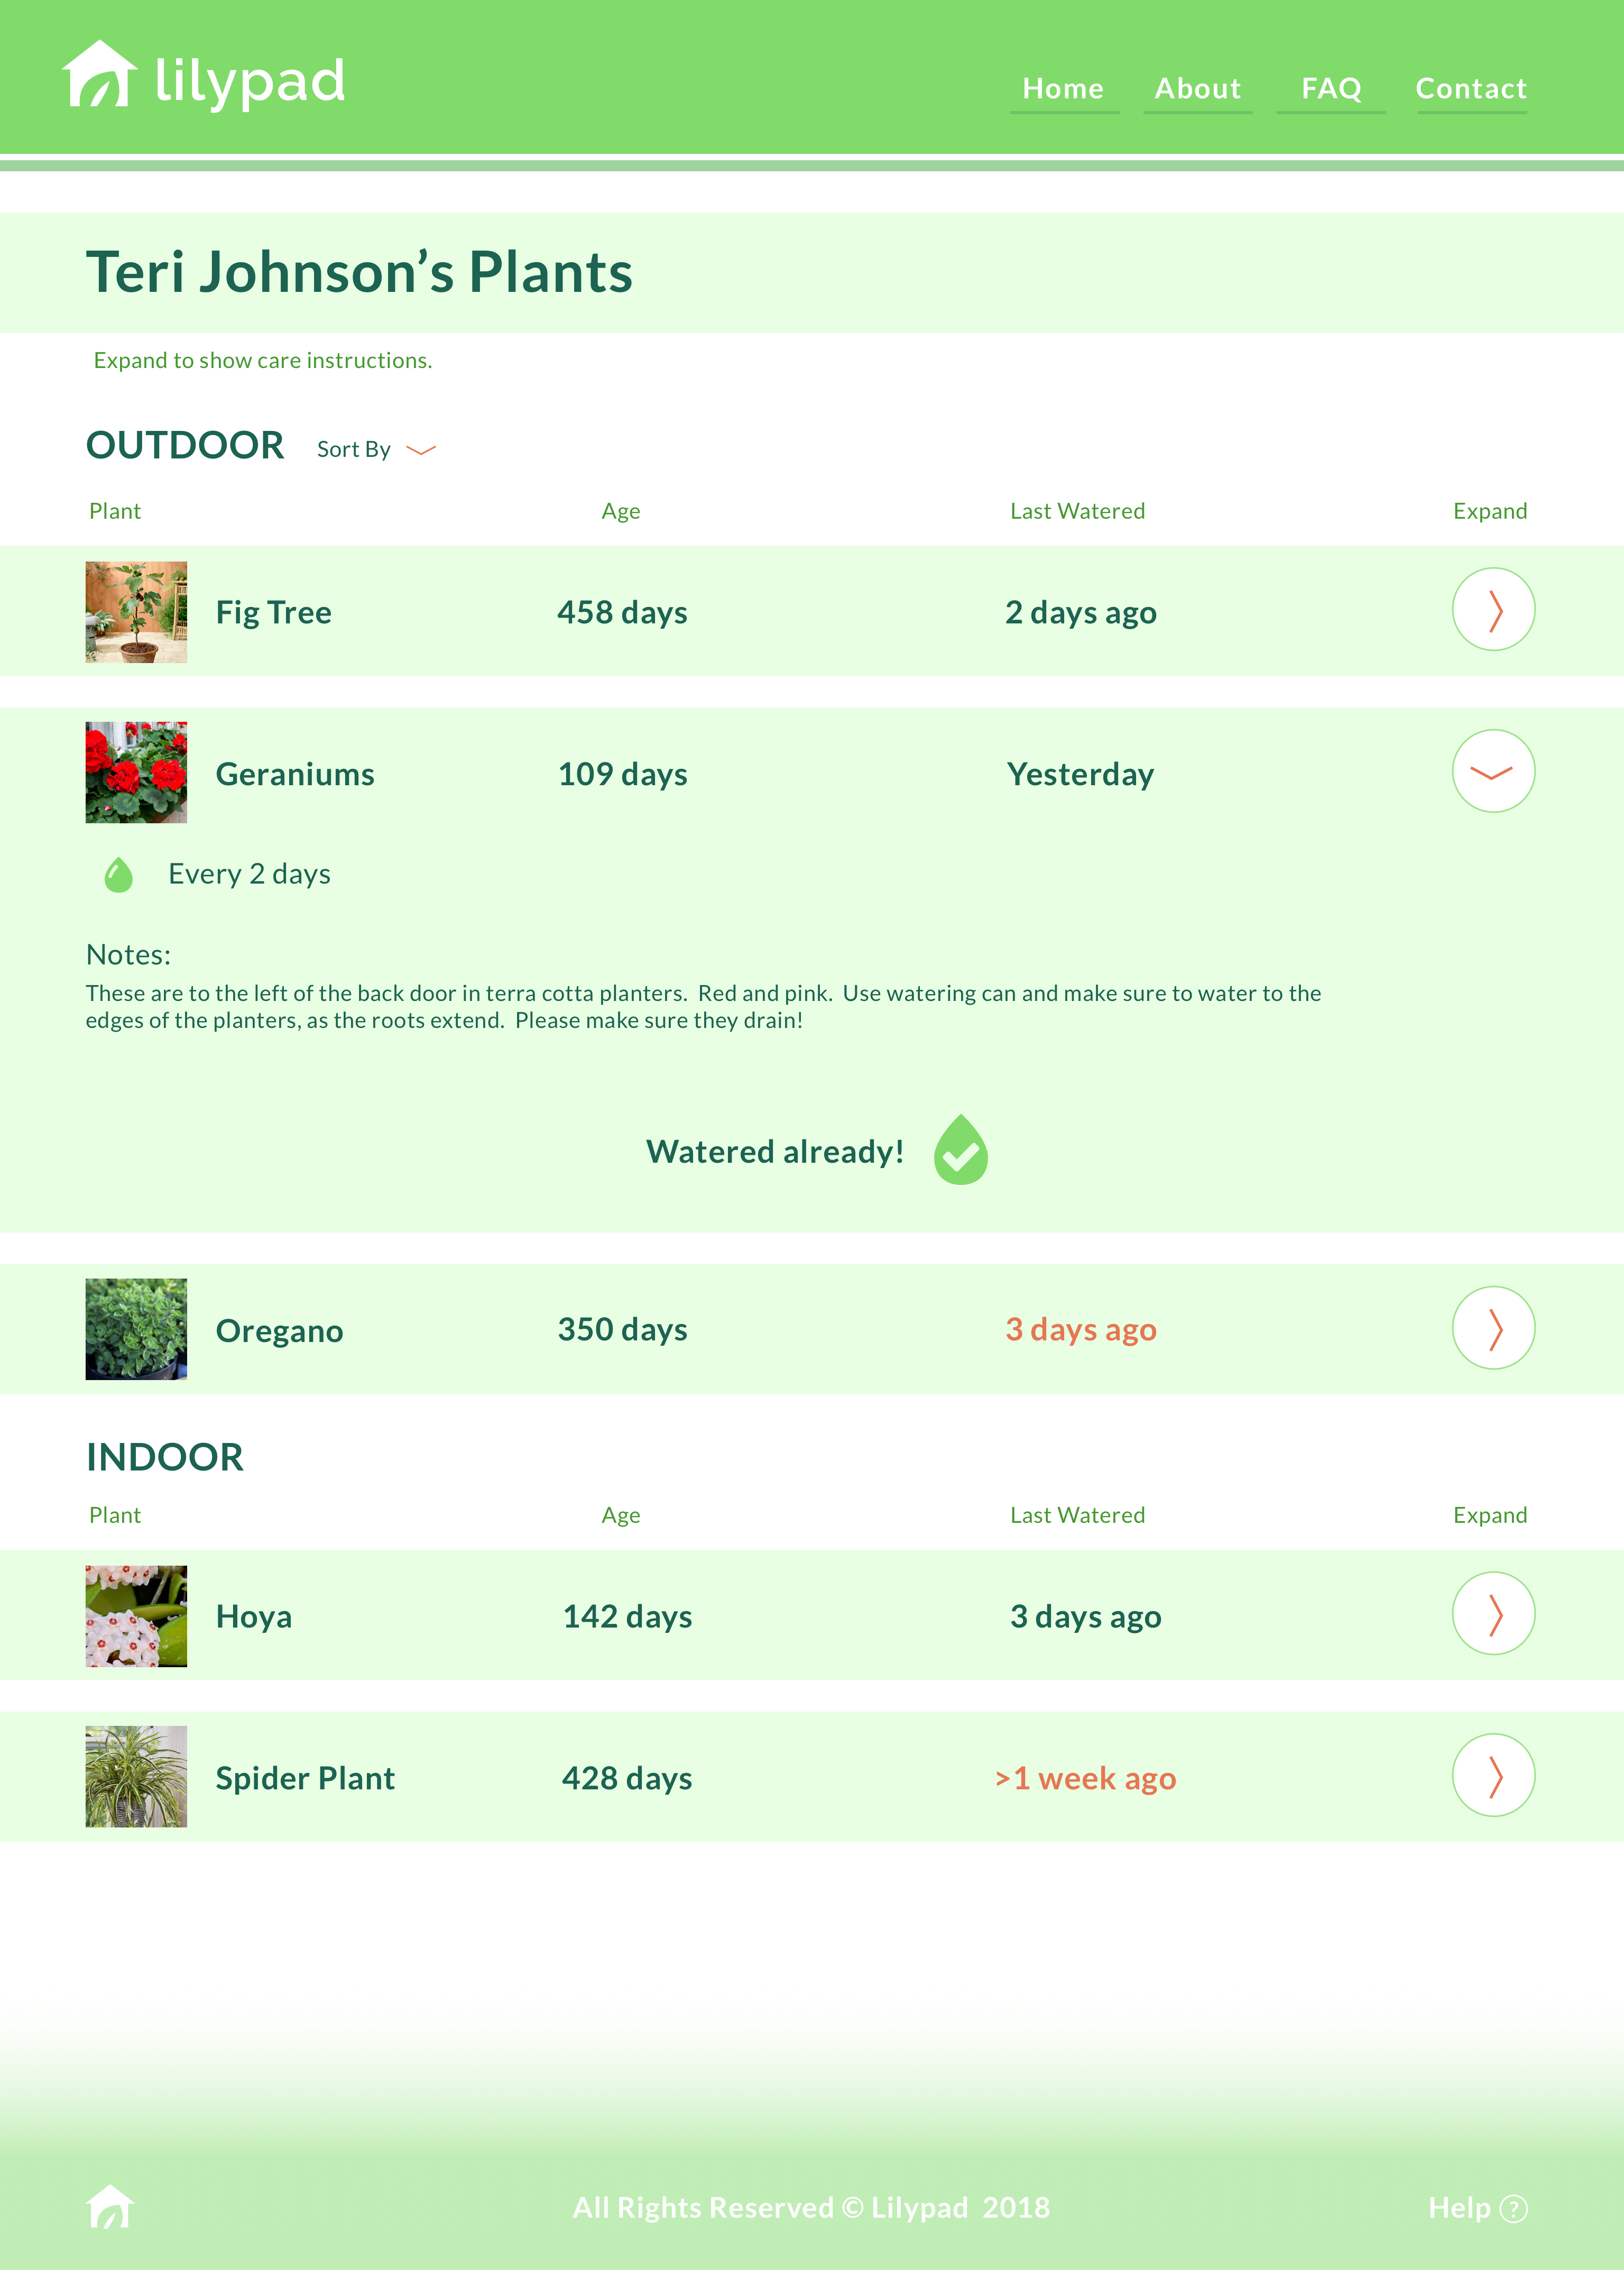 lilypad
Home About FAQ Contact
Teri Johnson’s Plants
Expand to show care instructions.
OUTDOOR Sort By
Plant Age Last Watered Expand
Fig Tree 458 days 2 days ago
Geraniums 109 days Yesterday
Every 2 days
Notes:
These are to the left of the back door in terra cotta planters.  Red and pink.  Use watering can and make sure to water to the
edges of the planters, as the roots extend.  Please make sure they drain!
Watered already!
Oregano 350 days 3 days ago
INDOOR
Plant Age Last Watered Expand
Hoya 142 days 3 days ago
Spider Plant 428 days >1 week ago
All Rights Reserved © Lilypad  2018 Help ?